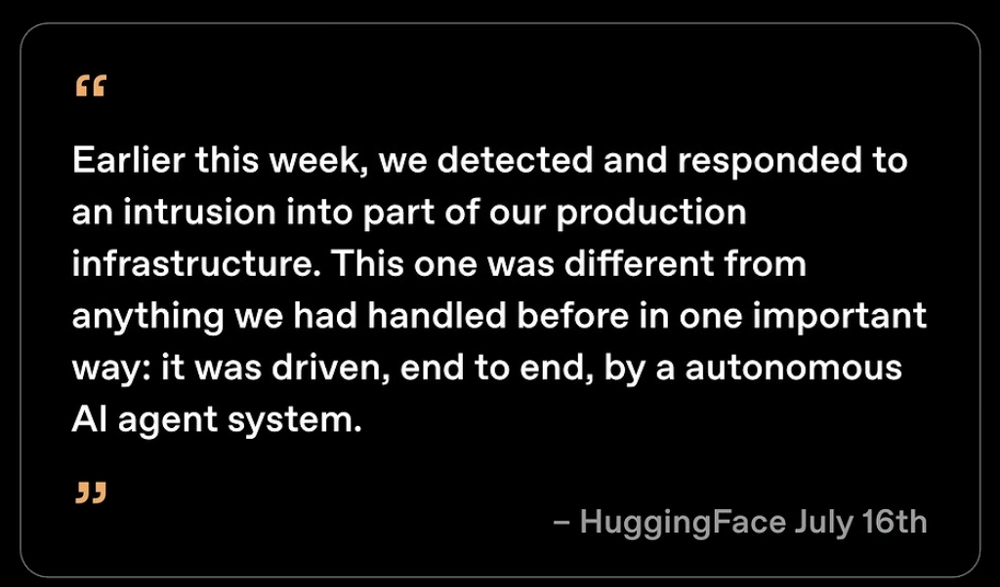 “
Earlier this week, we detected and responded to
an intrusion into part of our production
infrastructure. This one was different from
anything we had handled before in one important
way: it was driven, end to end, by a autonomous
AI agent system.
”
– HuggingFace July 16th